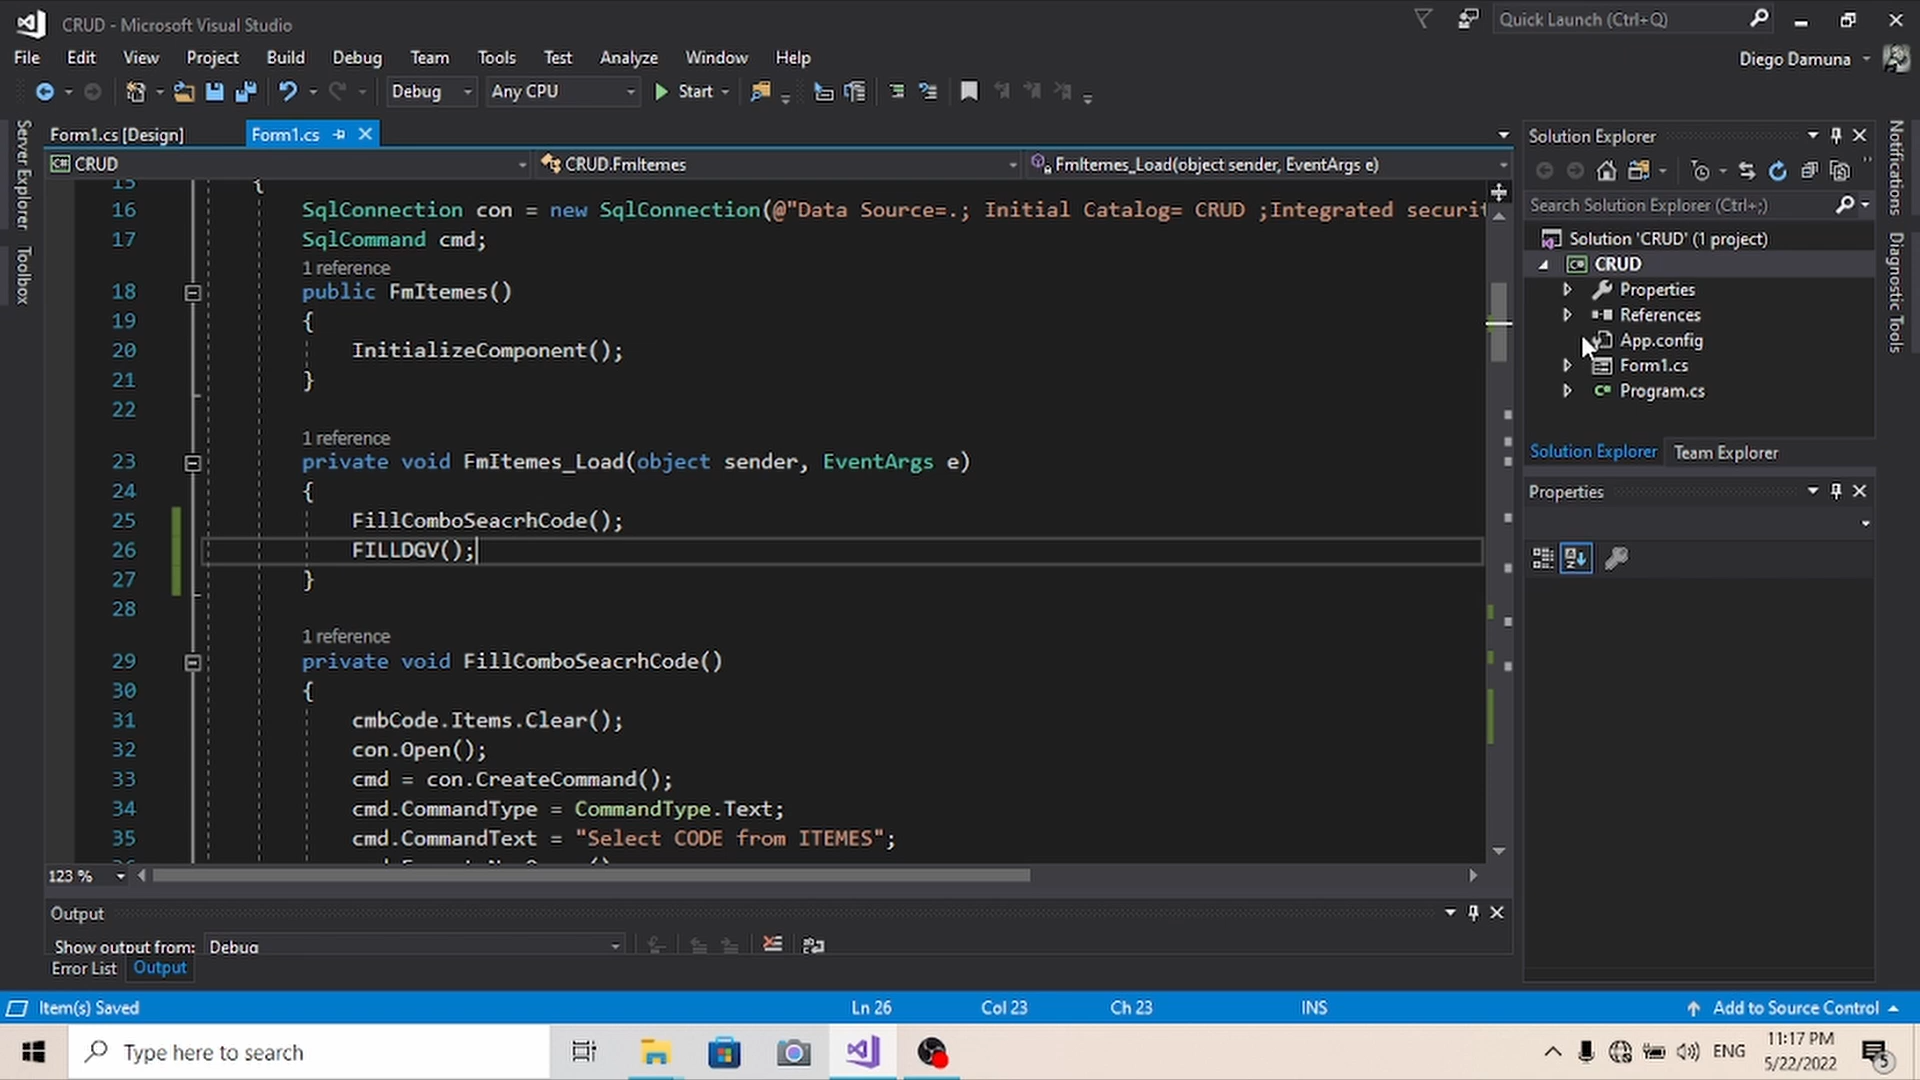 CRUD - Microsoft Visual Studio
Quick Launch (Ctrl+Q)
File Edit View Project Build Debug Team Tools Test Analyze Window Help
Diego Damuna
Debug Any CPU Start
Server Explorer
Toolbox
Form1.cs [Design] Form1.cs
CRUD CRUD.FmItemes FmItemes_Load(object sender, EventArgs e)
15 {
16 SqlConnection con = new SqlConnection(@"Data Source=.; Initial Catalog= CRUD ;Integrated securit
17 SqlCommand cmd;
1 reference
18 public FmItemes()
19 {
20 InitializeComponent();
21 }
22
1 reference
23 private void FmItemes_Load(object sender, EventArgs e)
24 {
25 FillComboSeacrhCode();
26 FILLDGV();
27 }
28
1 reference
29 private void FillComboSeacrhCode()
30 {
31 cmbCode.Items.Clear();
32 con.Open();
33 cmd = con.CreateCommand();
34 cmd.CommandType = CommandType.Text;
35 cmd.CommandText = "Select CODE from ITEMES";
123 %
Output
Show output from: Debug
Error List Output
Solution Explorer
Search Solution Explorer (Ctrl+;)
Solution 'CRUD' (1 project)
CRUD
Properties
References
App.config
Form1.cs
Program.cs
Solution Explorer Team Explorer
Properties
Notifications
Diagnostic Tools
Item(s) Saved Ln 26 Col 23 Ch 23 INS Add to Source Control
Type here to search
ENG
11:17 PM
5/22/2022
5